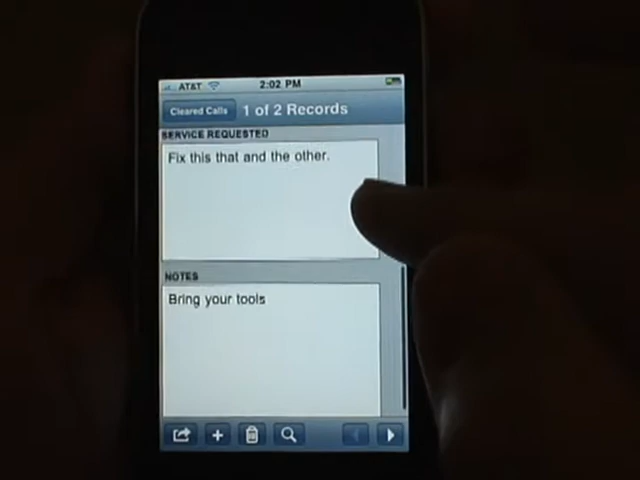 AT&T 2:02 PM
Cleared Calls 1 of 2 Records
SERVICE REQUESTED
Fix this that and the other.
NOTES
Bring your tools